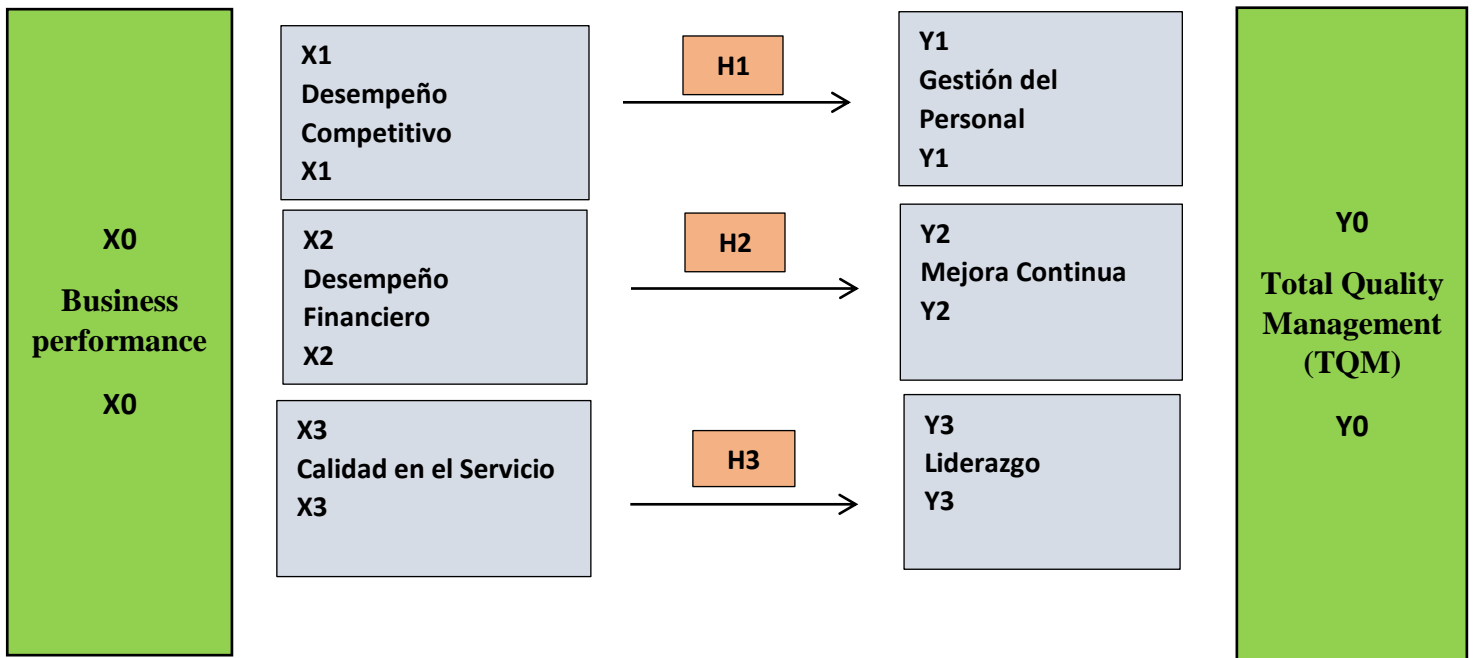 X0
Business
performance
X0
X1
Desempeño
Competitivo
X1
H1
Y1
Gestión del
Personal
Y1
X2
Desempeño
Financiero
X2
H2
Y2
Mejora Continua
Y2
X3
Calidad en el Servicio
X3
H3
Y3
Liderazgo
Y3
Y0
Total Quality
Management
(TQM)
Y0